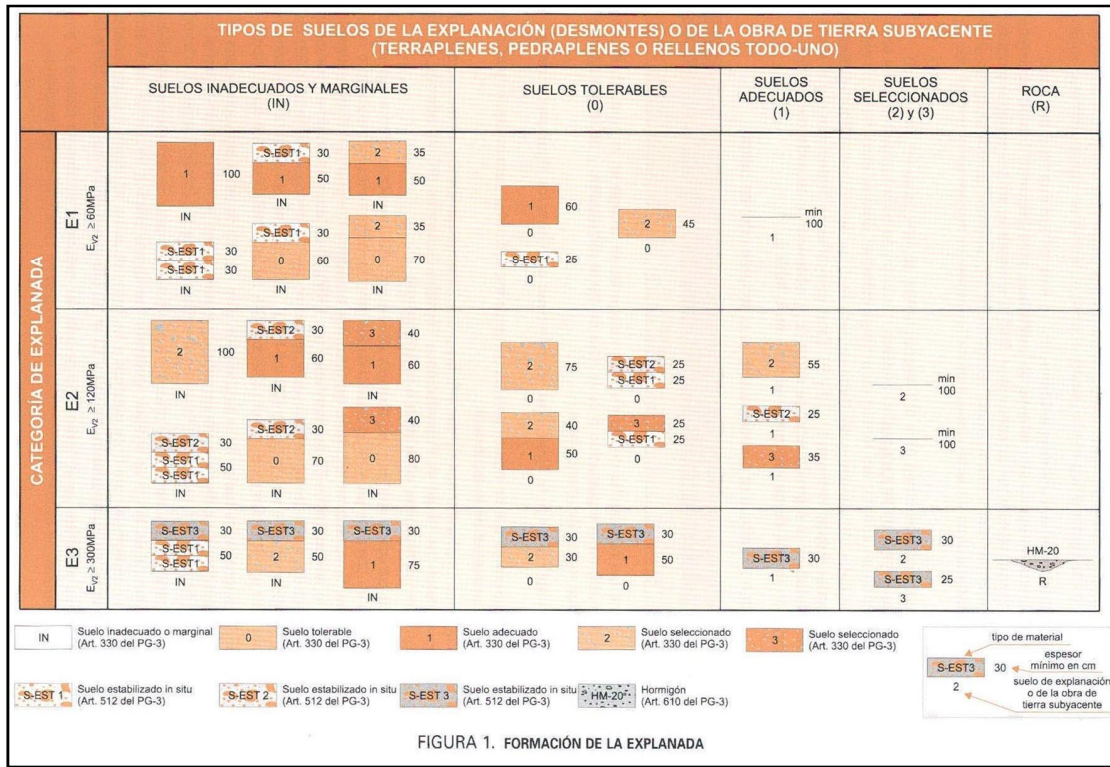 TIPOS DE SUELOS DE LA EXPLANACIÓN (DESMONTES) O DE LA OBRA DE TIERRA SUBYACENTE
(TERRAPLENES, PEDRAPLENES O RELLENOS TODO-UNO)
SUELOS INADECUADOS Y MARGINALES
(IN)
SUELOS TOLERABLES
(0)
SUELOS
ADECUADOS
(1)
SUELOS
SELECCIONADOS
(2) y (3)
ROCA
(R)
CATEGORÍA DE EXPLANADA
E1
EV2 ≥ 60MPa
1 100
IN
S-EST1 30
1 50
IN
2 35
1 50
IN
S-EST1 30
S-EST1 30
IN
S-EST1 30
0 60
IN
2 35
0 70
IN
1 60
0
2 45
0
S-EST1 25
0
min
100
1
E2
EV2 ≥ 120MPa
2 100
IN
S-EST2 30
1 60
IN
3 40
1 60
IN
S-EST2 30
S-EST1 50
S-EST1
IN
S-EST2 30
0 70
IN
3 40
0 80
IN
2 75
0
S-EST2 25
S-EST1 25
0
2 40
1 50
0
3 25
S-EST1 25
0
2 55
1
S-EST2 25
1
3 35
1
min
100
2
min
100
3
E3
EV2 ≥ 300MPa
S-EST3 30
S-EST1 50
S-EST1
IN
S-EST3 30
2 50
IN
S-EST3 30
1 75
IN
S-EST3 30
2 30
0
S-EST3 30
1 50
0
S-EST3 30
1
S-EST3 30
2
S-EST3 25
3
HM-20
R
IN Suelo inadecuado o marginal
(Art. 330 del PG-3)
0 Suelo tolerable
(Art. 330 del PG-3)
1 Suelo adecuado
(Art. 330 del PG-3)
2 Suelo seleccionado
(Art. 330 del PG-3)
3 Suelo seleccionado
(Art. 330 del PG-3)
S-EST 1 Suelo estabilizado in situ
(Art. 512 del PG-3)
S-EST 2 Suelo estabilizado in situ
(Art. 512 del PG-3)
S-EST 3 Suelo estabilizado in situ
(Art. 512 del PG-3)
HM-20 Hormigón
(Art. 610 del PG-3)
tipo de material
espesor
mínimo en cm
S-EST3 30
suelo de explanación
o de la obra de
tierra subyacente
2
FIGURA 1. FORMACIÓN DE LA EXPLANADA